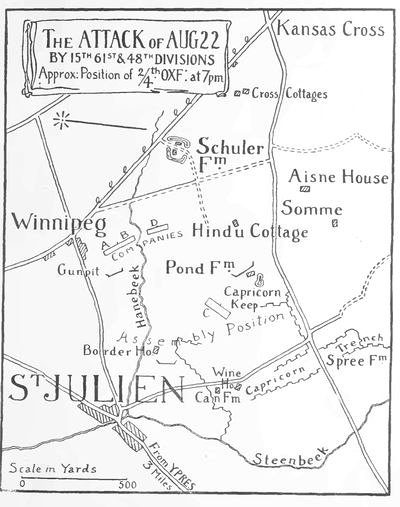 THE ATTACK OF AUG 22
BY 15TH 61ST & 48TH DIVISIONS
Approx: Position of 2/4th OXF: at 7pm
Kansas Cross
Cross Cottages
Schuler
Fm
Aisne House
Somme
Winnipeg
A B D
COMPANIES
Hindu Cottage
Gunpit
Pond Fm
Capricorn
Keep
C
Hanebeek
Assembly Position
Border Ho
Trench
Spree Fm
Wine
Ho
Capricorn
ST JULIEN
Can Fm
Steenbeek
From YPRES
3 Miles
Scale in Yards
0 500